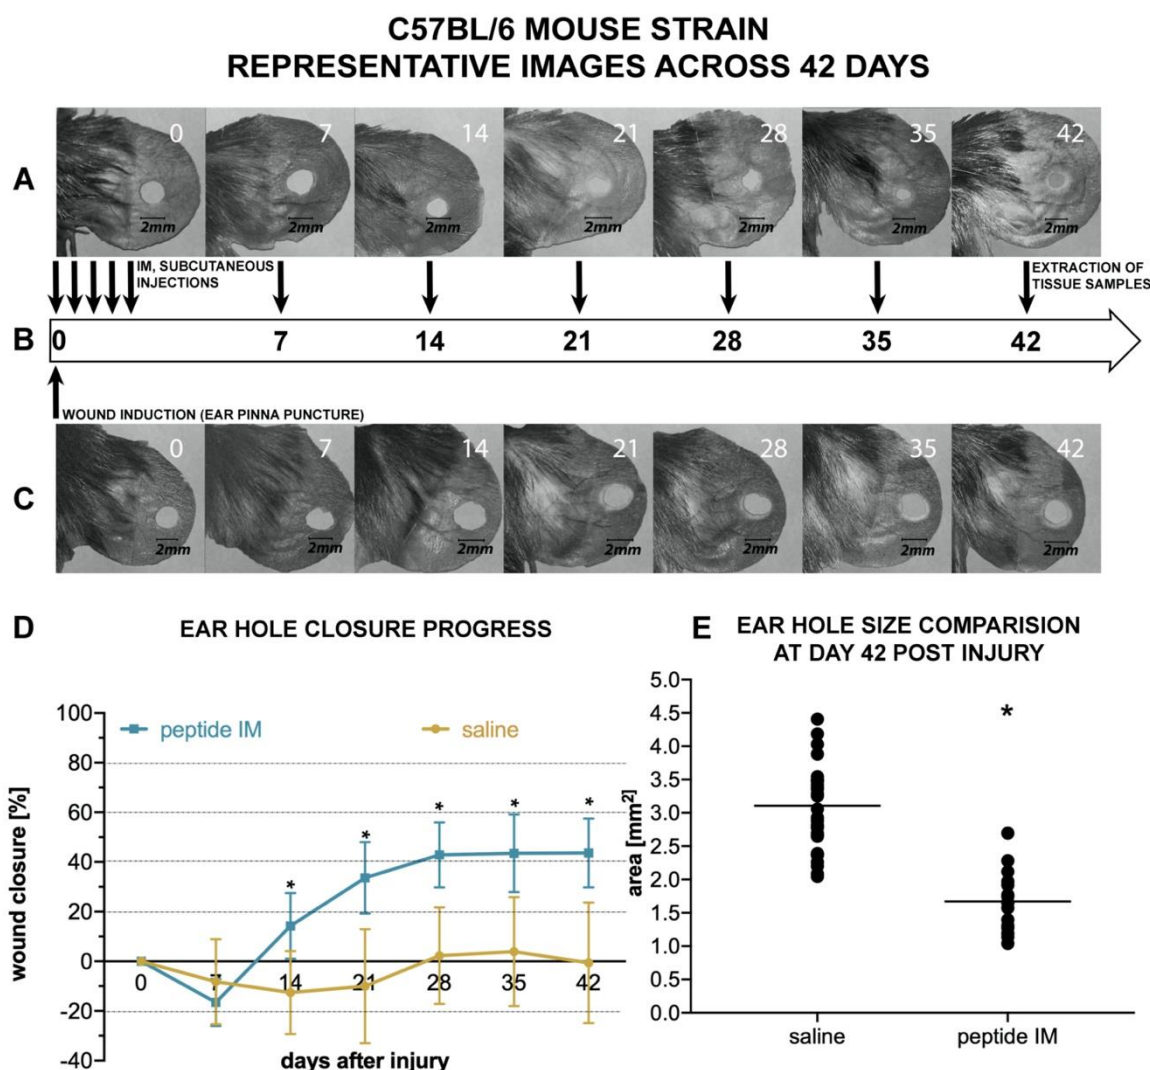 C57BL/6 MOUSE STRAIN
REPRESENTATIVE IMAGES ACROSS 42 DAYS
A
0
7
14
21
28
35
42
2mm
2mm
2mm
2mm
2mm
2mm
2mm
IM, SUBCUTANEOUS
INJECTIONS
EXTRACTION OF
TISSUE SAMPLES
B
0
7
14
21
28
35
42
WOUND INDUCTION (EAR PINNA PUNCTURE)
C
0
7
14
21
28
35
42
2mm
2mm
2mm
2mm
2mm
2mm
2mm
D
EAR HOLE CLOSURE PROGRESS
wound closure [%]
100
80
60
40
20
0
-20
-40
peptide IM
saline
*
*
*
*
*
0
7
14
21
28
35
42
days after injury
E
EAR HOLE SIZE COMPARISION
AT DAY 42 POST INJURY
area [mm²]
5.0
4.5
4.0
3.5
3.0
2.5
2.0
1.5
1.0
0.5
0.0
*
saline
peptide IM